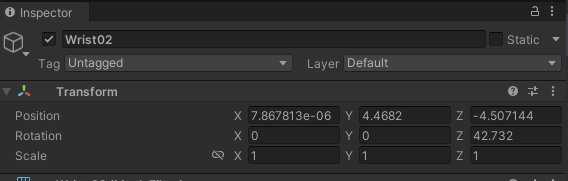 Inspector
Wrist02
Static
Tag Untagged Layer Default
Transform
Position X 7.867813e-06 Y 4.4682 Z -4.507144
Rotation X 0 Y 0 Z 42.732
Scale X 1 Y 1 Z 1